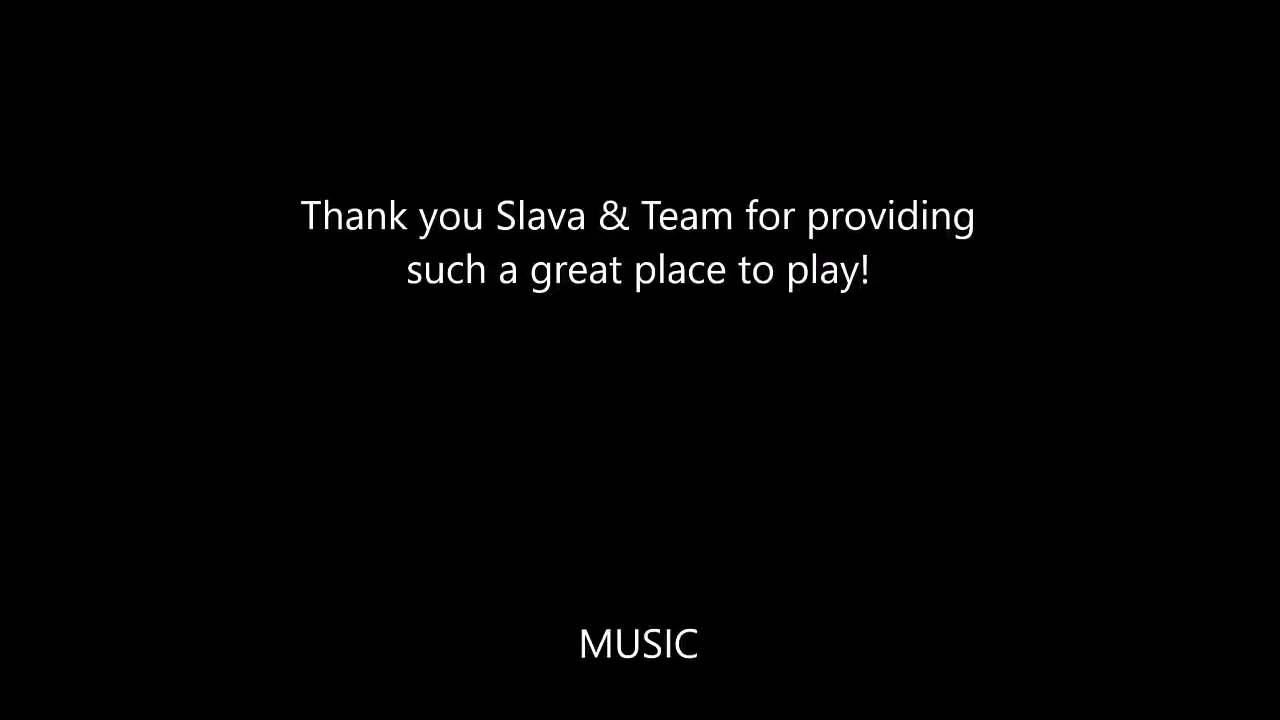 Thank you Slava & Team for providing
such a great place to play!
MUSIC